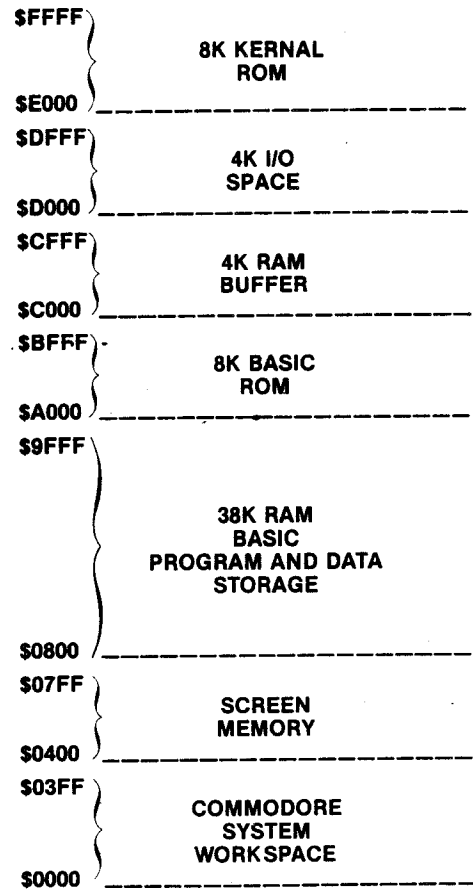 $FFFF
8K KERNAL
ROM
$E000
$DFFF
4K I/O
SPACE
$D000
$CFFF
4K RAM
BUFFER
$C000
$BFFF
8K BASIC
ROM
$A000
$9FFF
38K RAM
BASIC
PROGRAM AND DATA
STORAGE
$0800
$07FF
SCREEN
MEMORY
$0400
$03FF
COMMODORE
SYSTEM
WORKSPACE
$0000